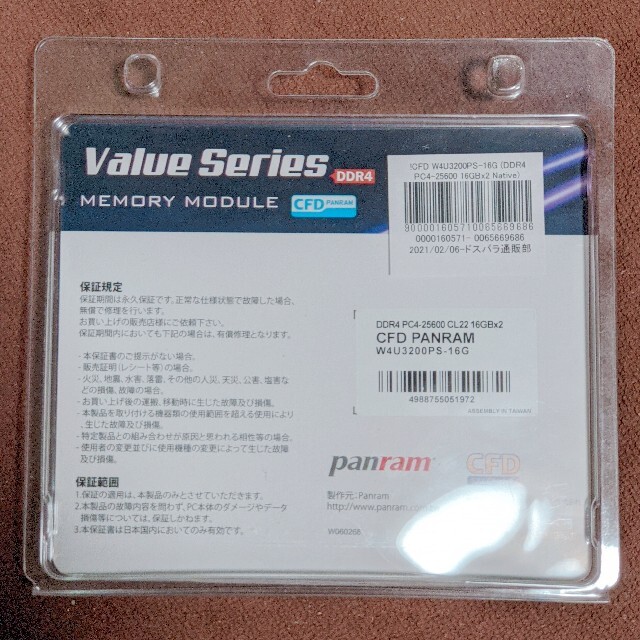 Value Series DDR4
MEMORY MODULE CFD PANRAM
!CFD W4U3200PS-16G (DDR4
PC4-25600 16GBx2 Native)
800001605710065669686
0000160571- 0065669686
2021/02/06-ドスパラ通販部
保証規定
保証期間は永久保証です。正常な仕様状態で故障した場合、
無償で修理を行います。
お買い上げの販売店様にご依頼下さい。
保証期間内においても下記の場合は、有償修理となります。
・本保証書のご提示がない場合。
・販売証明(レシート等)の場合。
・火災、地震、水害、落雷、その他の人災、天災、公害、塩害な
どの損傷、故障の場合。
・お買い上げ後の運搬、移動時に生じた故障及び損傷。
・本製品を取り付ける機器類の使用範囲を超える使用により
、生じた故障及び損傷。
・特定製品との組み合わせが原因と思われる相性等の場合。
・使用者の変更並びに使用機種の変更によって生じた故障
及び損傷。
保証範囲
1.保証の適用は、本製品のみとさせていただきます。
2.本製品の故障内容を問わず、PC本体のダメージやデータ
損傷等については、保証しかねます。
3.本保証書は日本国内においてのみ有効です。
DDR4 PC4-25600 CL22 16GBx2
CFD PANRAM
W4U3200PS-16G
4988755051972
ASSEMBLY IN TAIWAN
panram CFD
製作元:Panram
http://www.panram.
W60626B